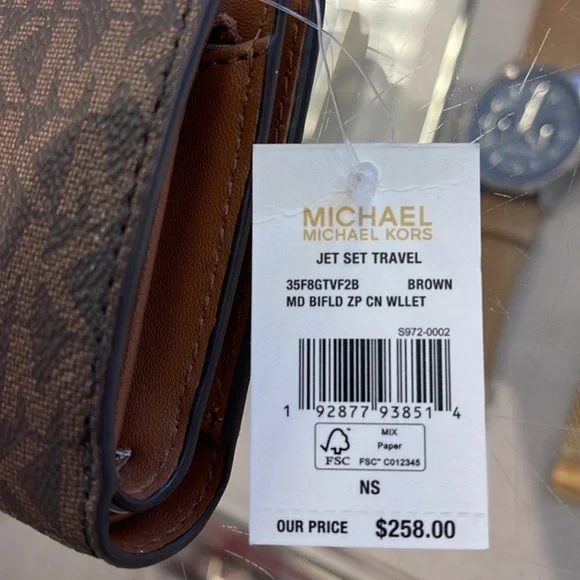 MICHAEL
MICHAEL KORS
JET SET TRAVEL
35F8GTVF2B BROWN
MD BIFLD ZP CN WLLET
S972-0002
1 92877 93851 4
FSC
MIX
Paper
FSC™ C012345
NS
OUR PRICE $258.00